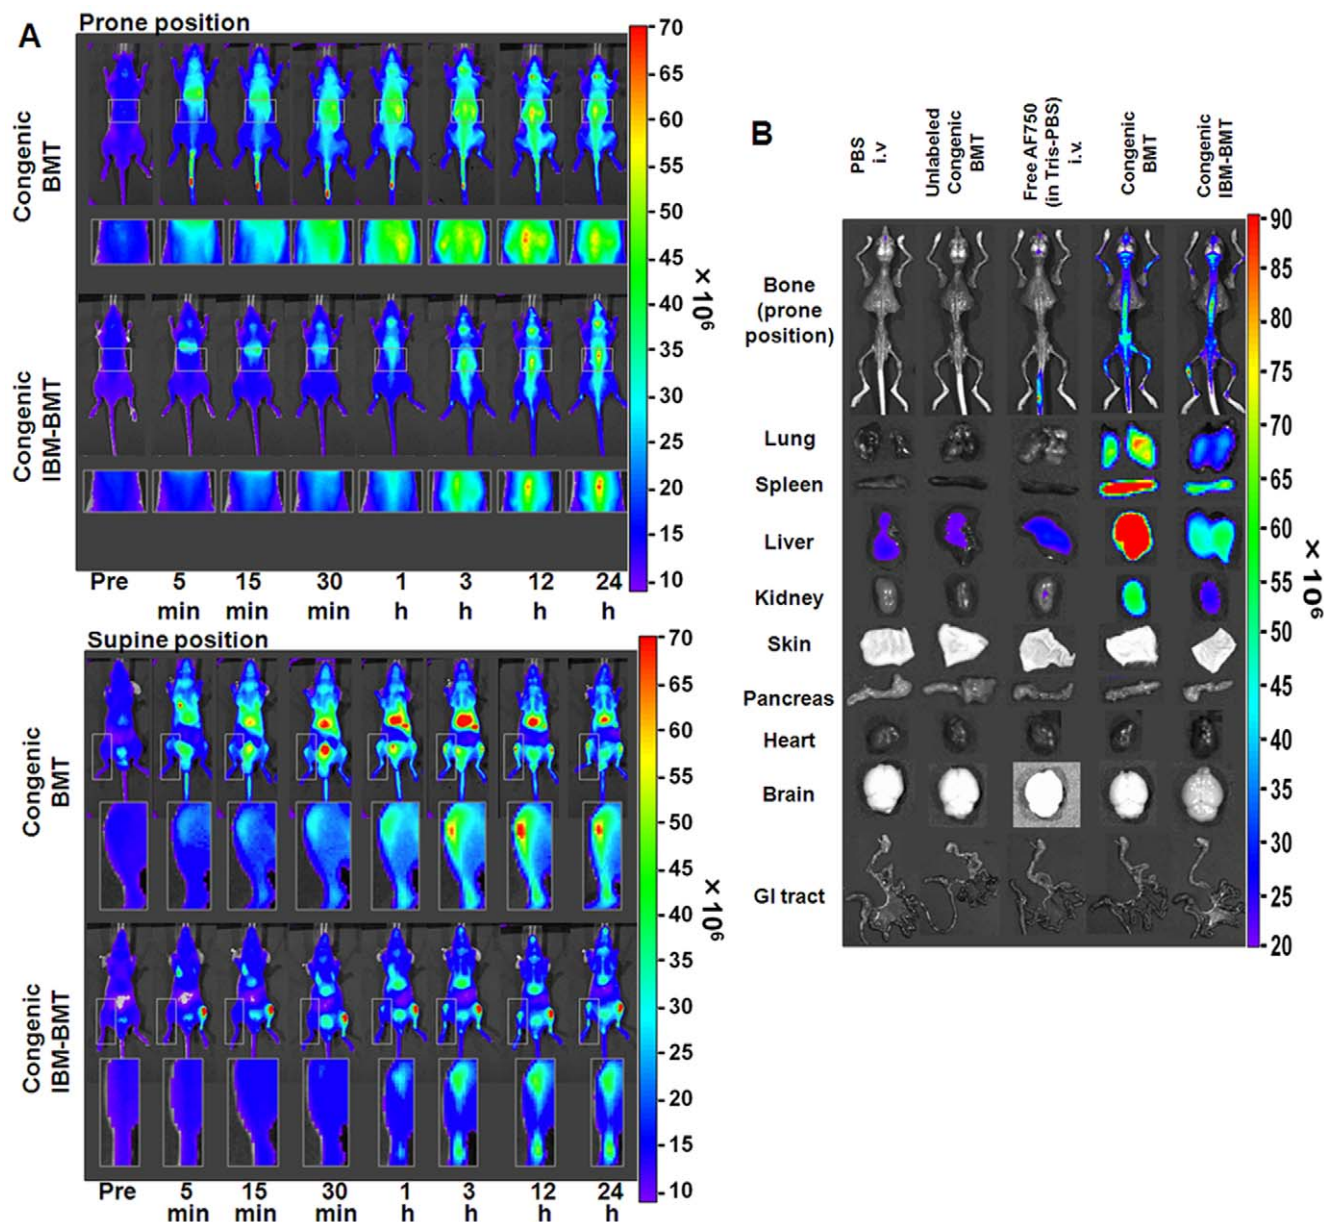 A
Prone position
Congenic
BMT
Congenic
IBM-BMT
70
65
60
55
50
45
40
35
30
25
20
15
10
×10⁶
Pre
5
min
15
min
30
min
1
h
3
h
12
h
24
h
Supine position
Congenic
BMT
Congenic
IBM-BMT
70
65
60
55
50
45
40
35
30
25
20
15
10
×10⁶
Pre
5
min
15
min
30
min
1
h
3
h
12
h
24
h
B
PBS
i.v
Unlabeled
Congenic
BMT
Free AF750
(in Tris-PBS)
i.v.
Congenic
BMT
Congenic
IBM-BMT
Bone
(prone
position)
Lung
Spleen
Liver
Kidney
Skin
Pancreas
Heart
Brain
GI tract
90
85
80
75
70
65
60
55
50
45
40
35
30
25
20
×10⁶